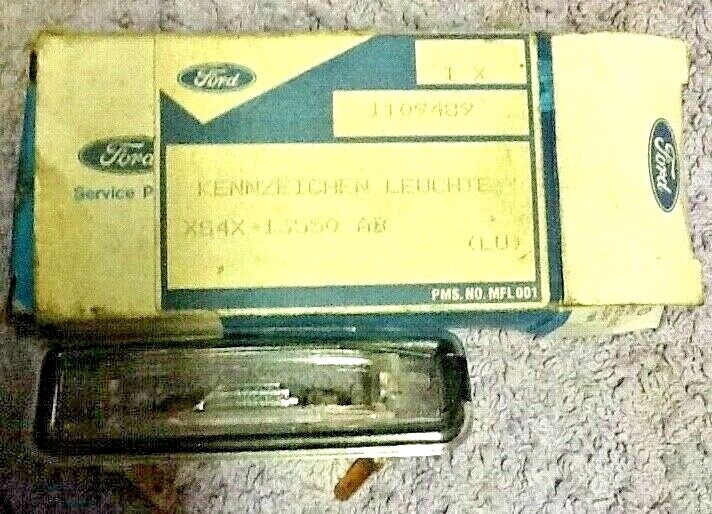 Ford
1 X
1109489
Ford
Service P
KENNZEICHEN LEUCHTE
XS4X-13550 AB
(LU)
PMS.NO.MFL001
Ford